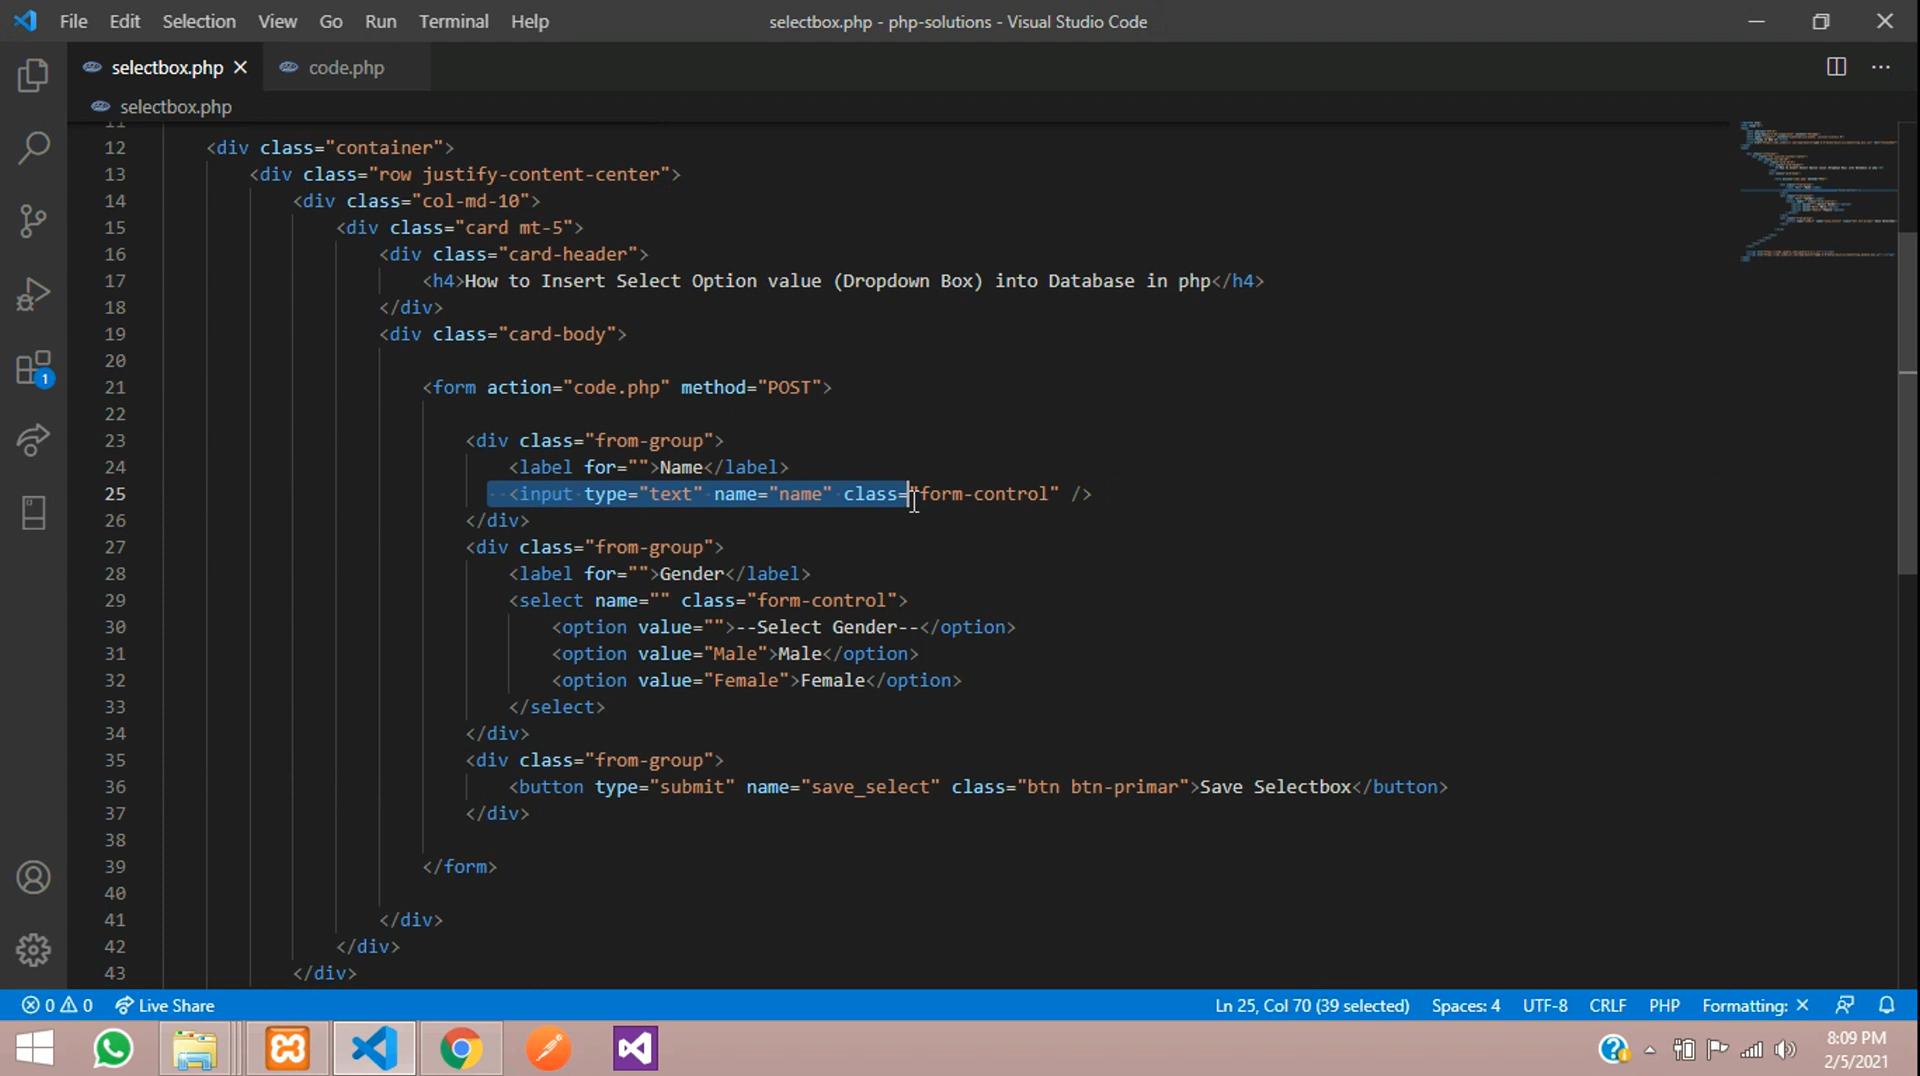 File Edit Selection View Go Run Terminal Help selectbox.php - php-solutions - Visual Studio Code
selectbox.php code.php
selectbox.php
11
12 <div class="container">
13 <div class="row justify-content-center">
14 <div class="col-md-10">
15 <div class="card mt-5">
16 <div class="card-header">
17 <h4>How to Insert Select Option value (Dropdown Box) into Database in php</h4>
18 </div>
19 <div class="card-body">
20
21 <form action="code.php" method="POST">
22
23 <div class="from-group">
24 <label for="">Name</label>
25 <input type="text" name="name" class="form-control" />
26 </div>
27 <div class="from-group">
28 <label for="">Gender</label>
29 <select name="" class="form-control">
30 <option value="">--Select Gender--</option>
31 <option value="Male">Male</option>
32 <option value="Female">Female</option>
33 </select>
34 </div>
35 <div class="from-group">
36 <button type="submit" name="save_select" class="btn btn-primar">Save Selectbox</button>
37 </div>
38
39 </form>
40
41 </div>
42 </div>
43 </div>
1
0 0 Live Share Ln 25, Col 70 (39 selected) Spaces: 4 UTF-8 CRLF PHP Formatting: ×
8:09 PM
2/5/2021